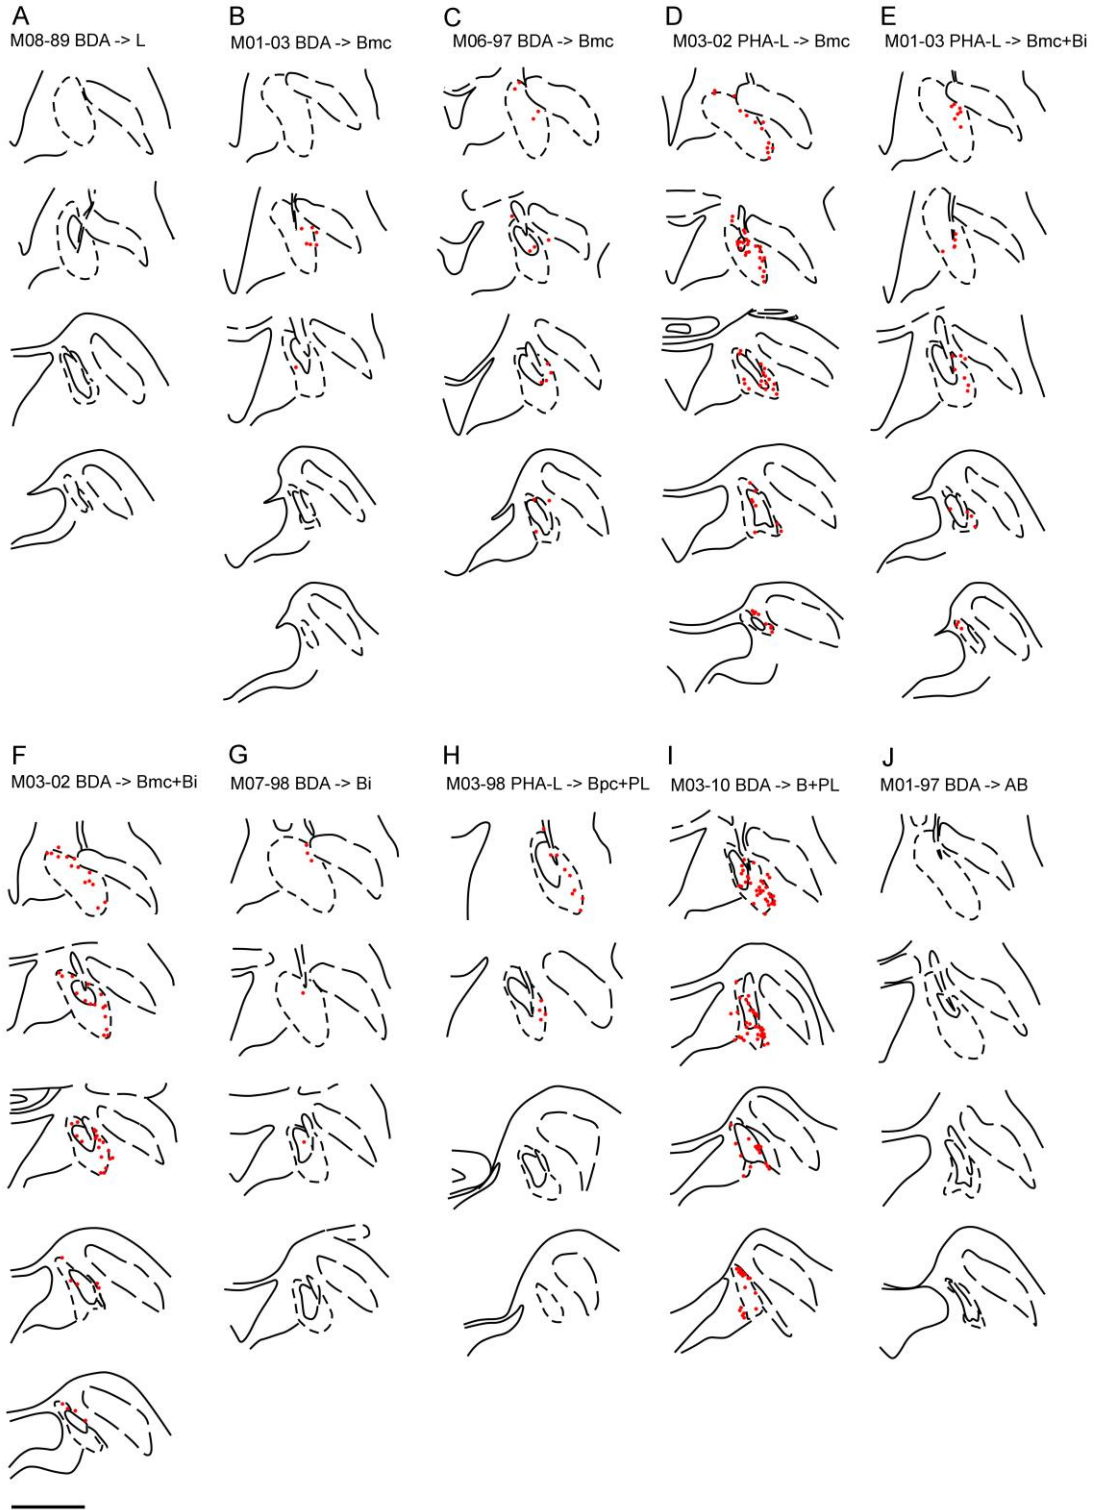 A
M08-89 BDA -> L
B
M01-03 BDA -> Bmc
C
M06-97 BDA -> Bmc
D
M03-02 PHA-L -> Bmc
E
M01-03 PHA-L -> Bmc+Bi
F
M03-02 BDA -> Bmc+Bi
G
M07-98 BDA -> Bi
H
M03-98 PHA-L -> Bpc+PL
I
M03-10 BDA -> B+PL
J
M01-97 BDA -> AB